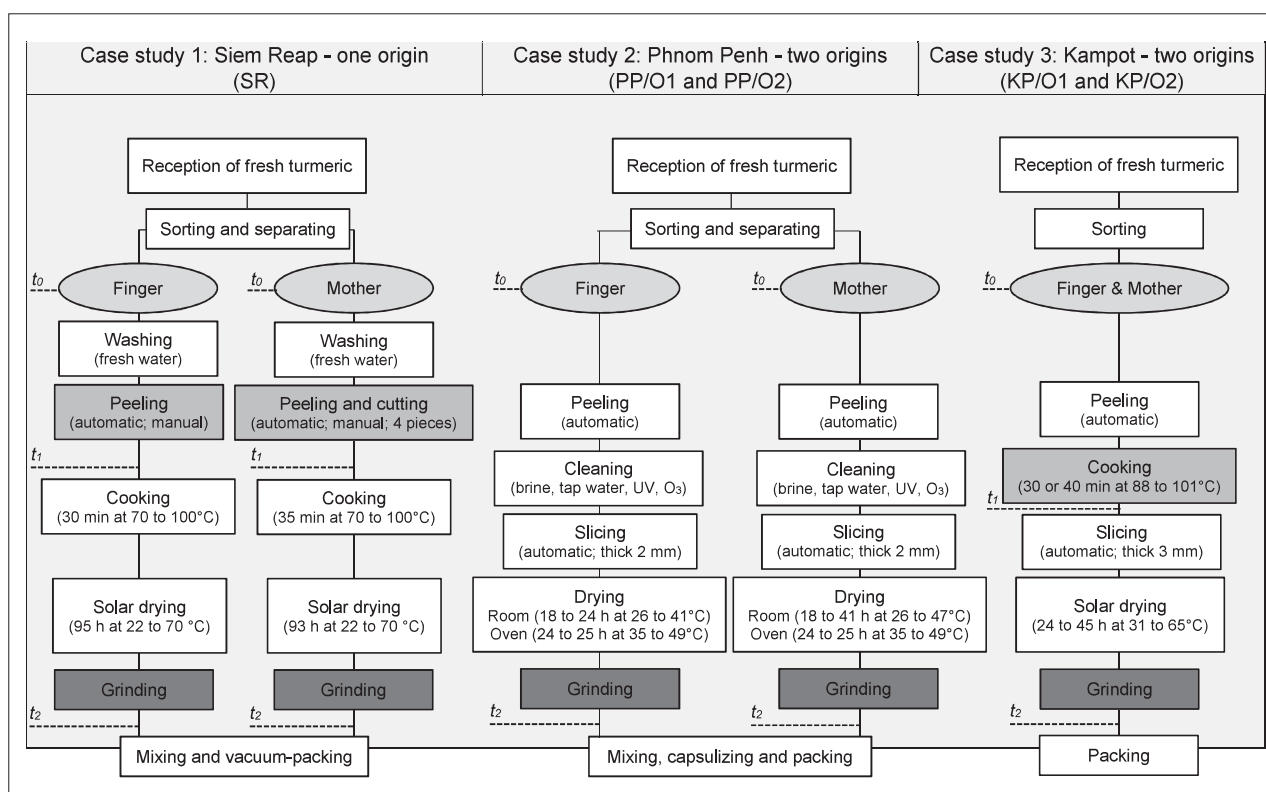 Case study 1: Siem Reap - one origin
(SR)
Case study 2: Phnom Penh - two origins
(PP/O1 and PP/O2)
Case study 3: Kampot - two origins
(KP/O1 and KP/O2)
Reception of fresh turmeric
Sorting and separating
t0
Finger
Washing
(fresh water)
Peeling
(automatic; manual)
t1
Cooking
(30 min at 70 to 100°C)
Solar drying
(95 h at 22 to 70 °C)
Grinding
t2
t0
Mother
Washing
(fresh water)
Peeling and cutting
(automatic; manual; 4 pieces)
t1
Cooking
(35 min at 70 to 100°C)
Solar drying
(93 h at 22 to 70 °C)
Grinding
t2
Mixing and vacuum-packing
Reception of fresh turmeric
Sorting and separating
t0
Finger
Peeling
(automatic)
Cleaning
(brine, tap water, UV, O3)
Slicing
(automatic; thick 2 mm)
Drying
Room (18 to 24 h at 26 to 41°C)
Oven (24 to 25 h at 35 to 49°C)
Grinding
t2
t0
Mother
Peeling
(automatic)
Cleaning
(brine, tap water, UV, O3)
Slicing
(automatic; thick 2 mm)
Drying
Room (18 to 41 h at 26 to 47°C)
Oven (24 to 25 h at 35 to 49°C)
Grinding
t2
Mixing, capsulizing and packing
Reception of fresh turmeric
Sorting
t0
Finger & Mother
Peeling
(automatic)
Cooking
(30 or 40 min at 88 to 101°C)
t1
Slicing
(automatic; thick 3 mm)
Solar drying
(24 to 45 h at 31 to 65°C)
Grinding
t2
Packing